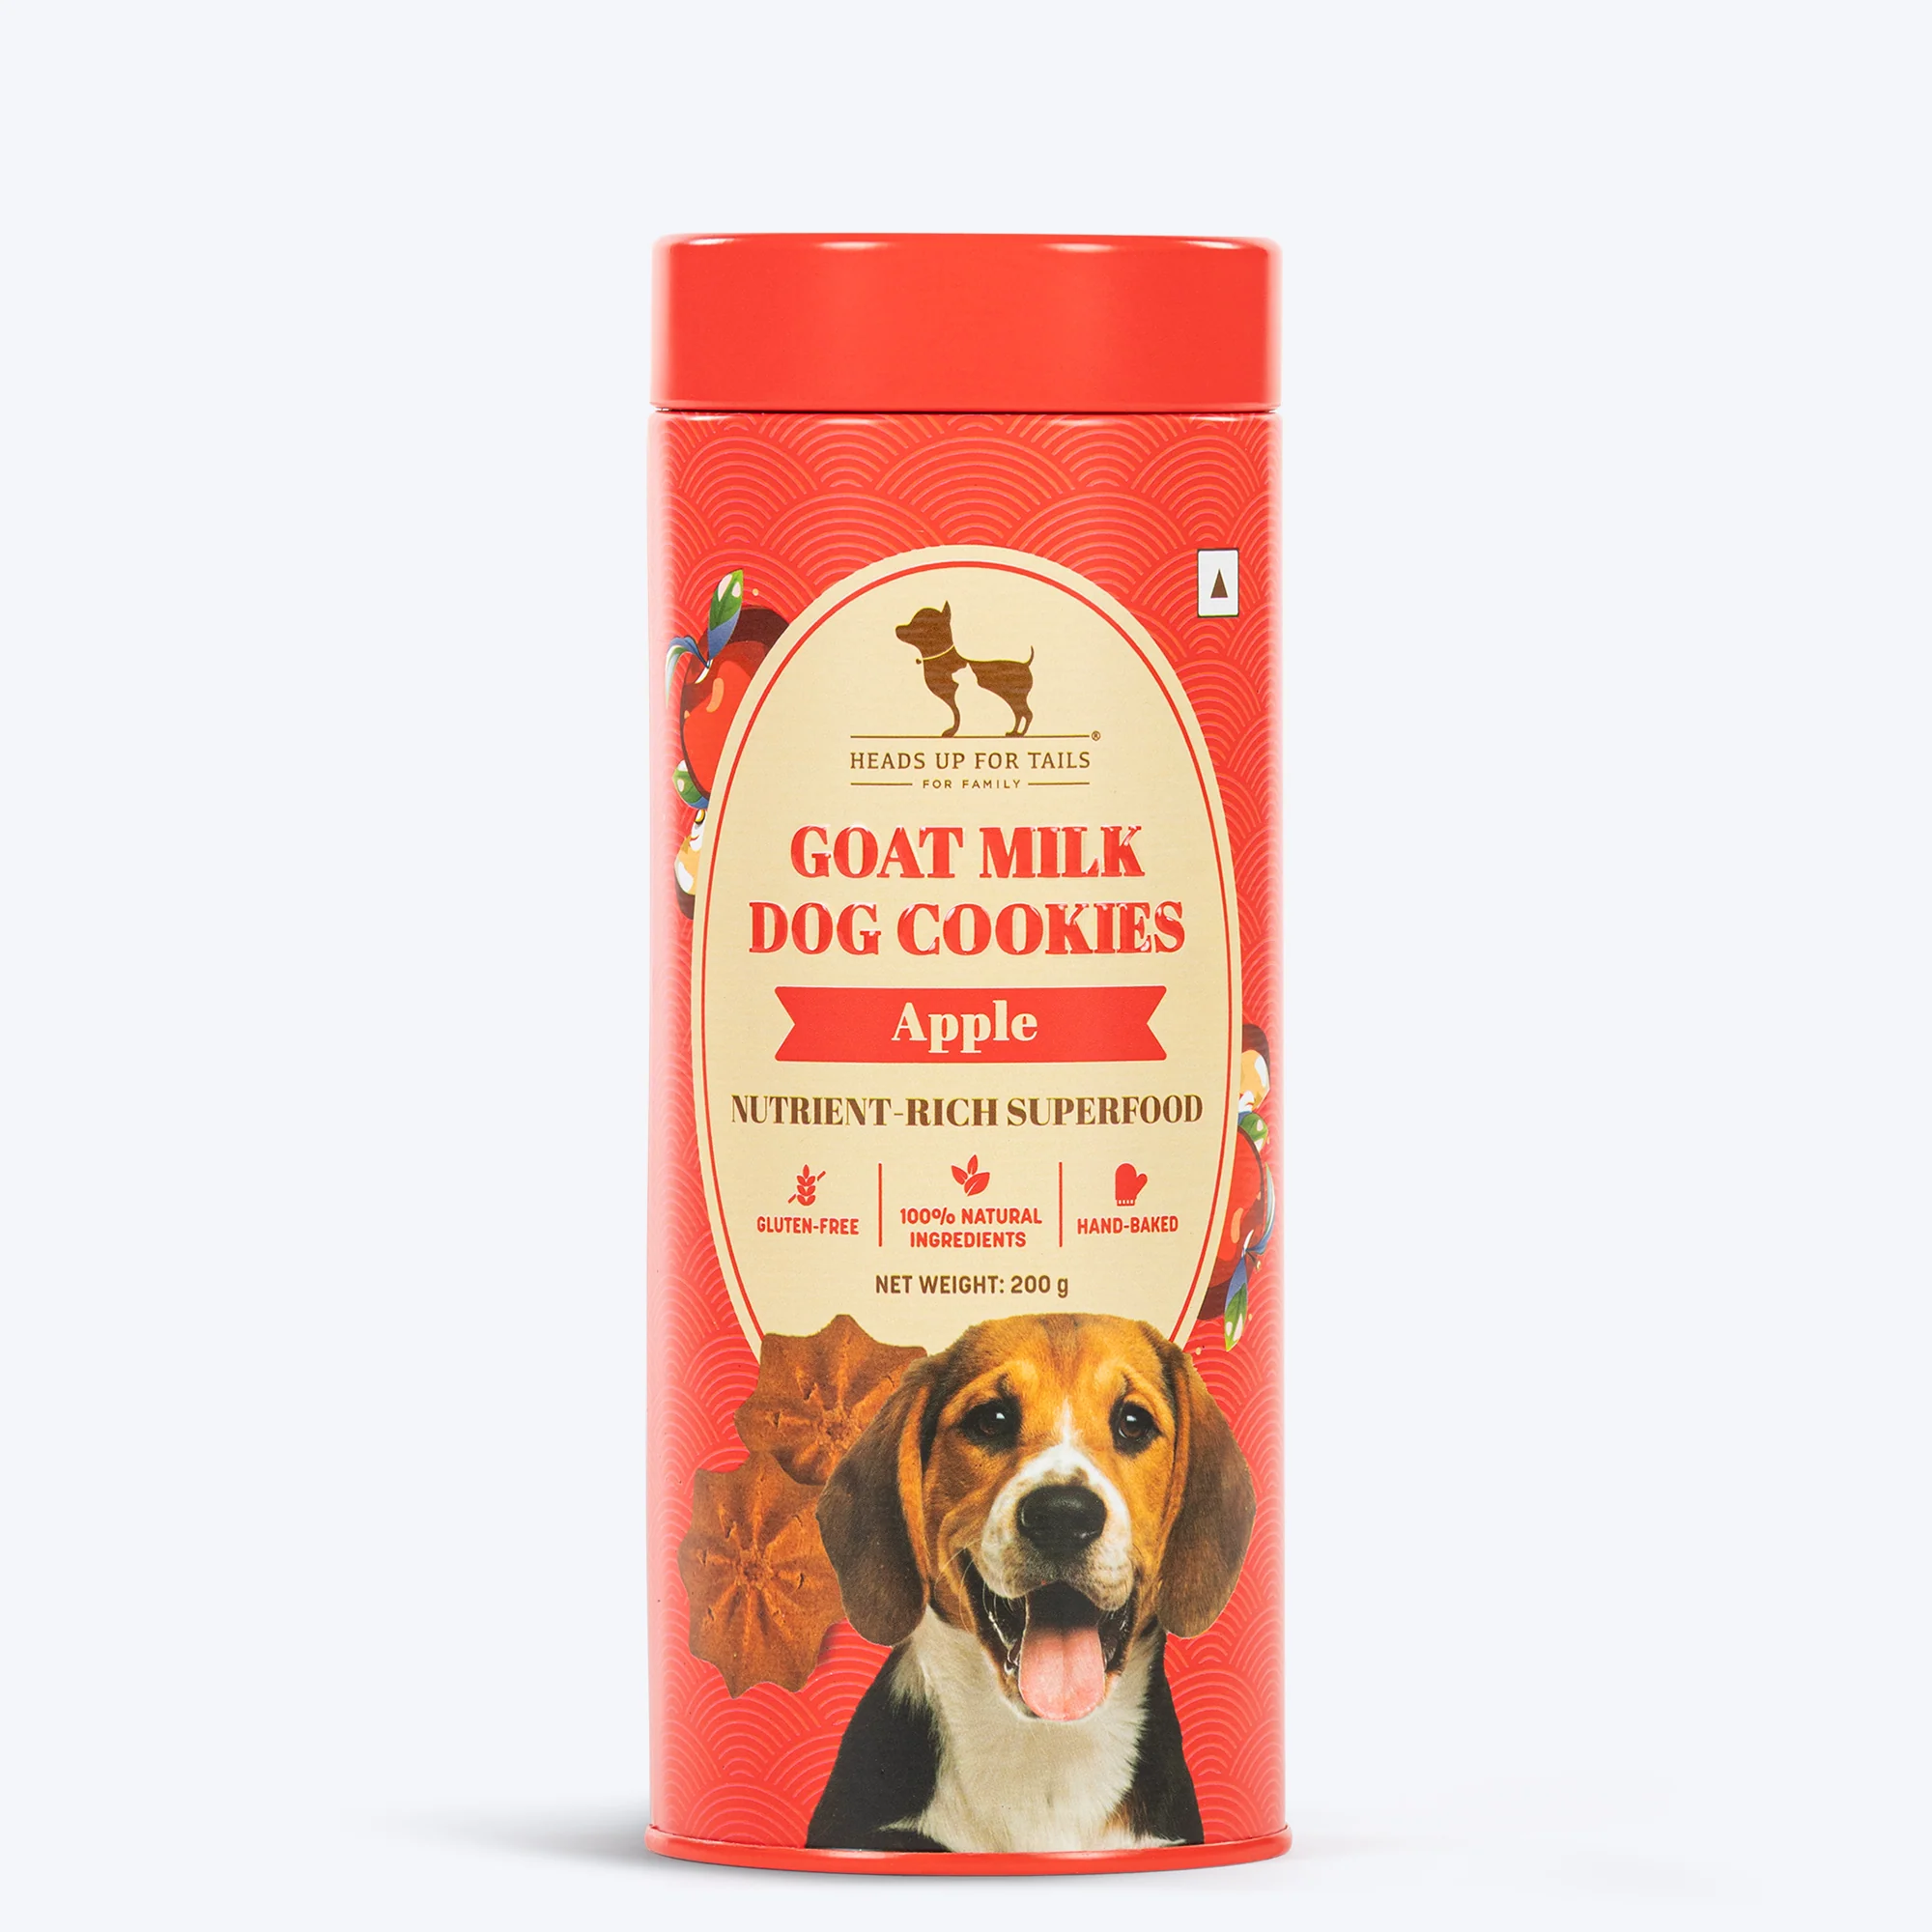 HEADS UP FOR TAILS®
FOR FAMILY
GOAT MILK
DOG COOKIES
Apple
NUTRIENT-RICH SUPERFOOD
GLUTEN-FREE
100% NATURAL
INGREDIENTS
HAND-BAKED
NET WEIGHT: 200 g